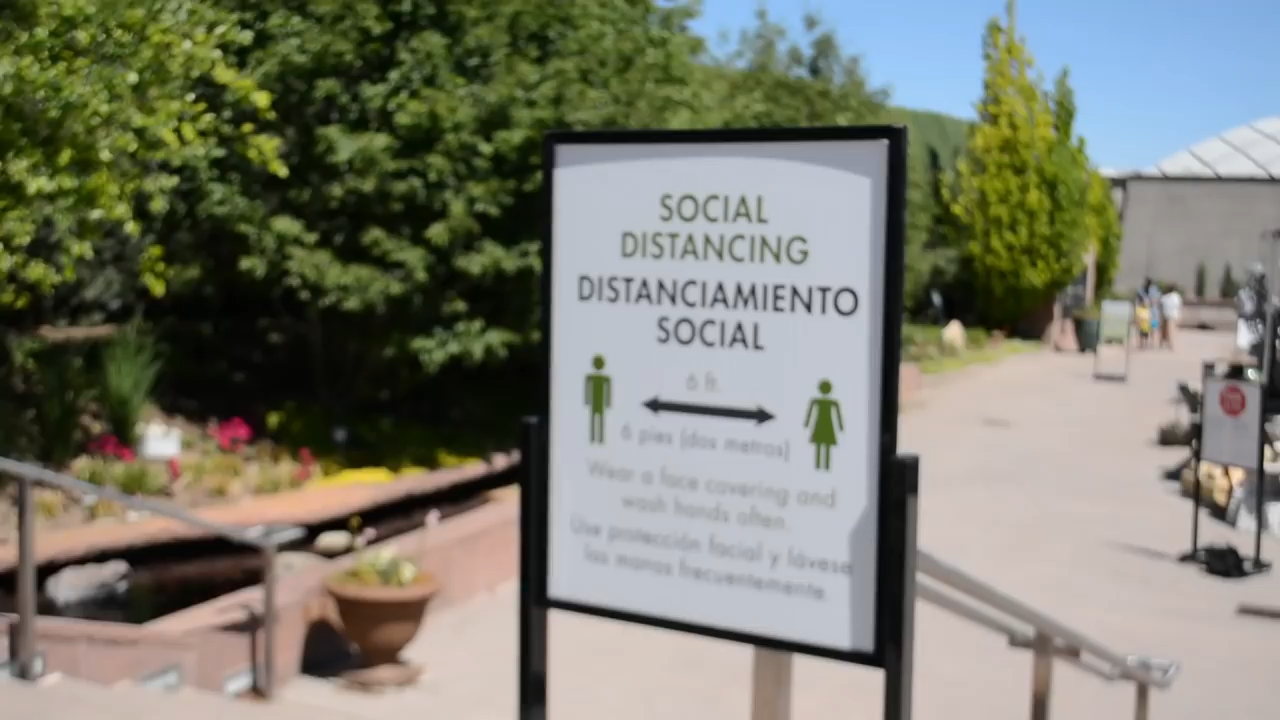 SOCIAL
DISTANCING
DISTANCIAMIENTO
SOCIAL
6 ft.
6 pies (dos metros)
Wear a face covering and
wash hands often.
Use protección facial y lávese
las manos frecuentemente.